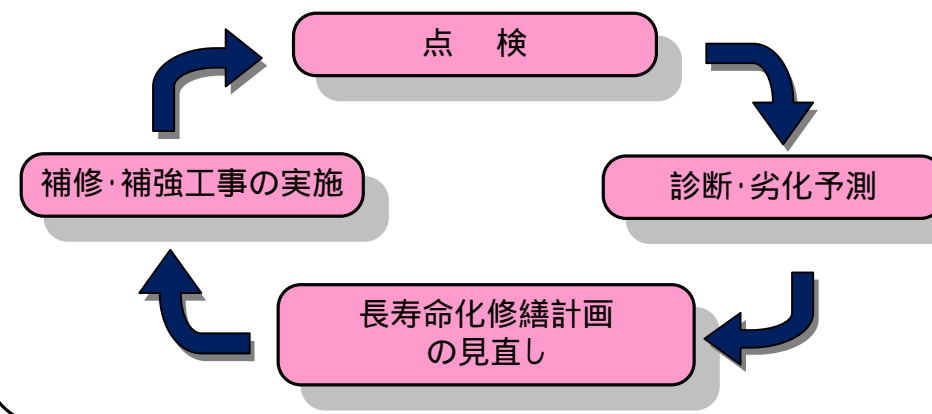 点　検
補修・補強工事の実施
診断・劣化予測
長寿命化修繕計画
の見直し